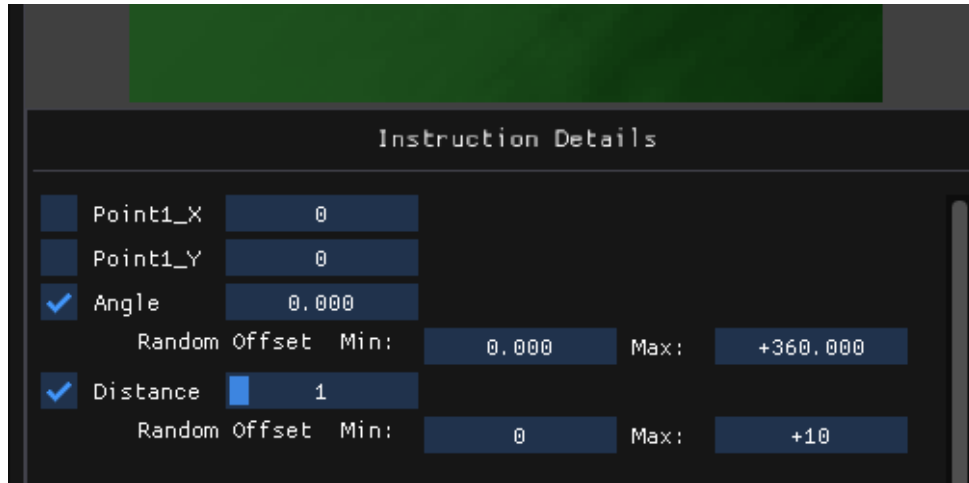 Instruction Details
Point1_X 0
Point1_Y 0
Angle 0.000
Random Offset Min: 0.000 Max: +360.000
Distance 1
Random Offset Min: 0 Max: +10